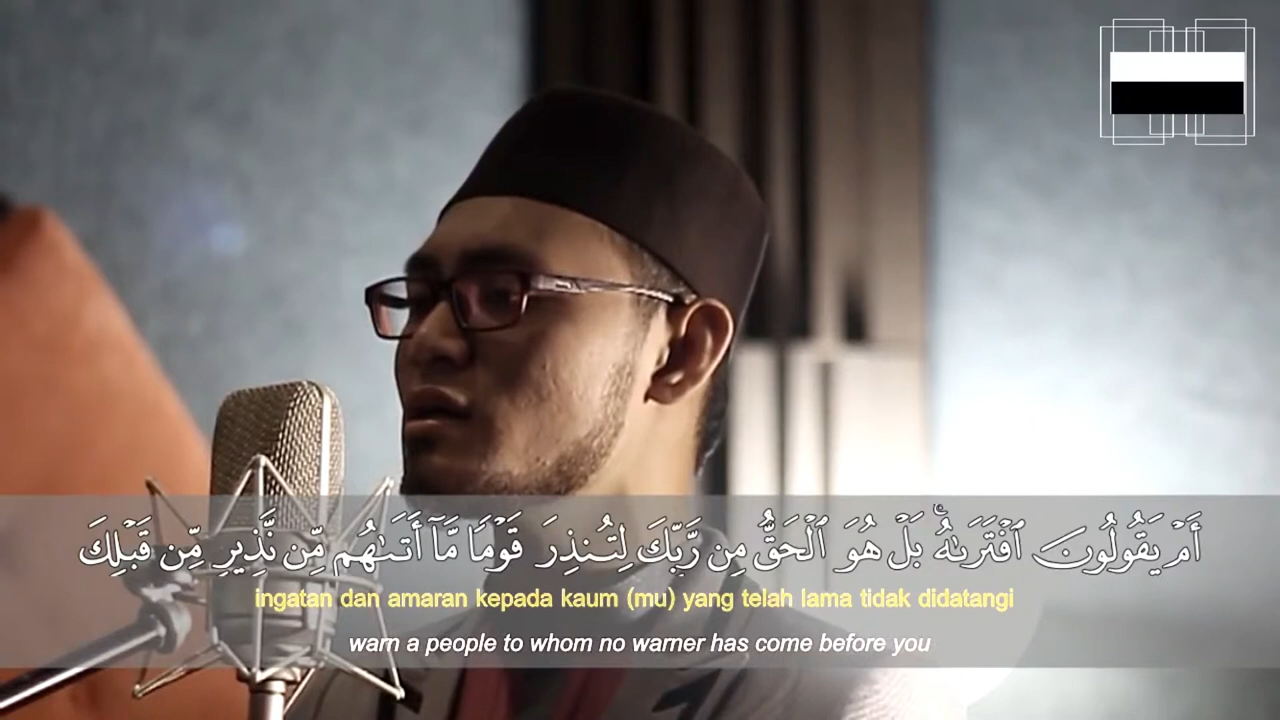 أَمْ يَقُولُونَ ٱفْتَرَىٰهُ ۚ بَلْ هُوَ ٱلْحَقُّ مِن رَّبِّكَ لِتُنذِرَ قَوْمًا مَّآ أَتَىٰهُم مِّن نَّذِيرٍ مِّن قَبْلِكَ
ingatan dan amaran kepada kaum (mu) yang telah lama tidak didatangi
warn a people to whom no warner has come before you